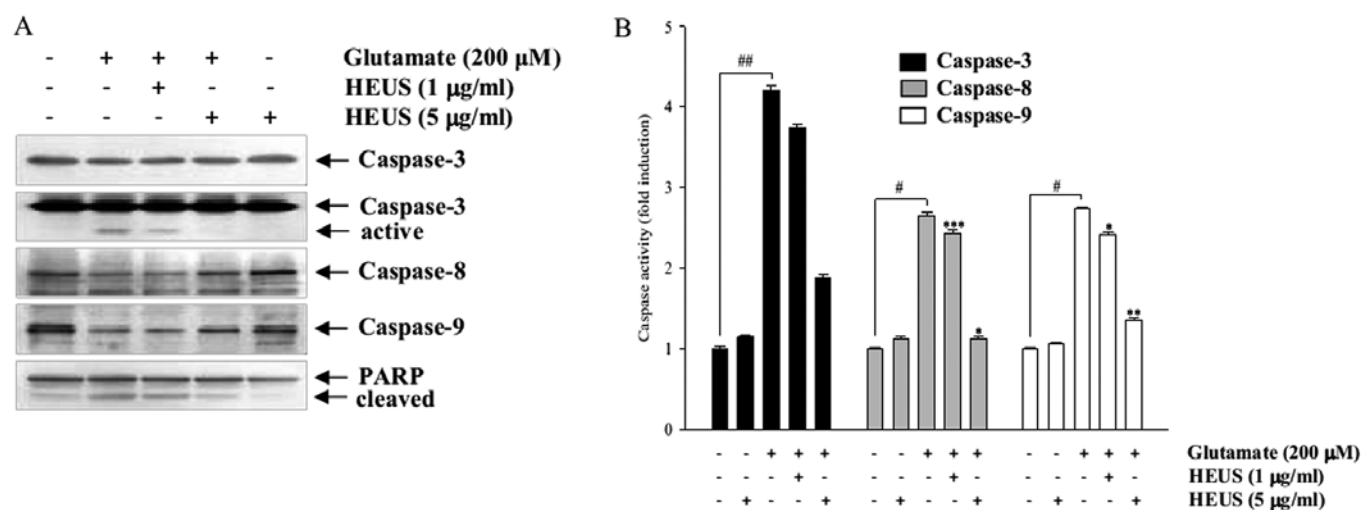 A
- + + + - Glutamate (200 μM)
- - + - - HEUS (1 μg/ml)
- - - + + HEUS (5 μg/ml)
Caspase-3
Caspase-3
active
Caspase-8
Caspase-9
PARP
cleaved
B
Caspase activity (fold induction)
5
4
3
2
1
0
Caspase-3
Caspase-8
Caspase-9
##
#
***
*
#
*
**
- - + + + - - + + + - - + + + Glutamate (200 μM)
- - - + - - - - + - - - - + - HEUS (1 μg/ml)
- + - - + - + - - + - + - - + HEUS (5 μg/ml)